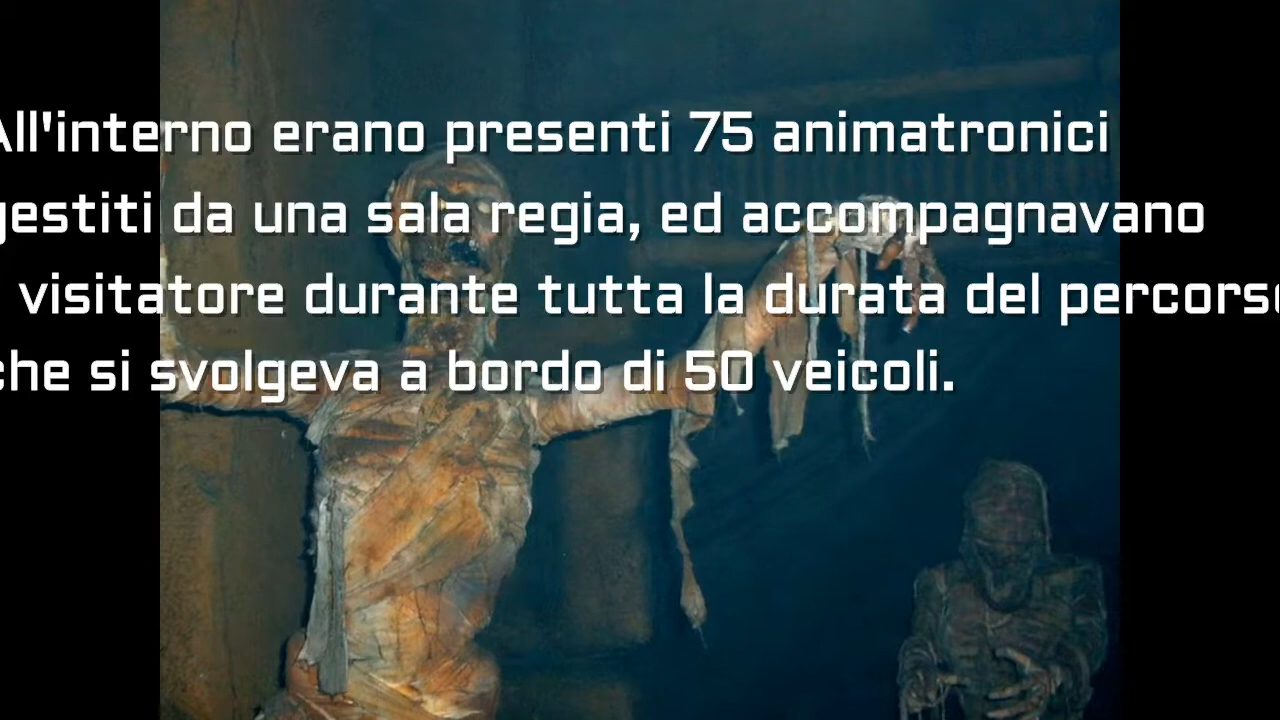 All'interno erano presenti 75 animatronici
gestiti da una sala regia, ed accompagnavano
visitatore durante tutta la durata del percorso
che si svolgeva a bordo di 50 veicoli.